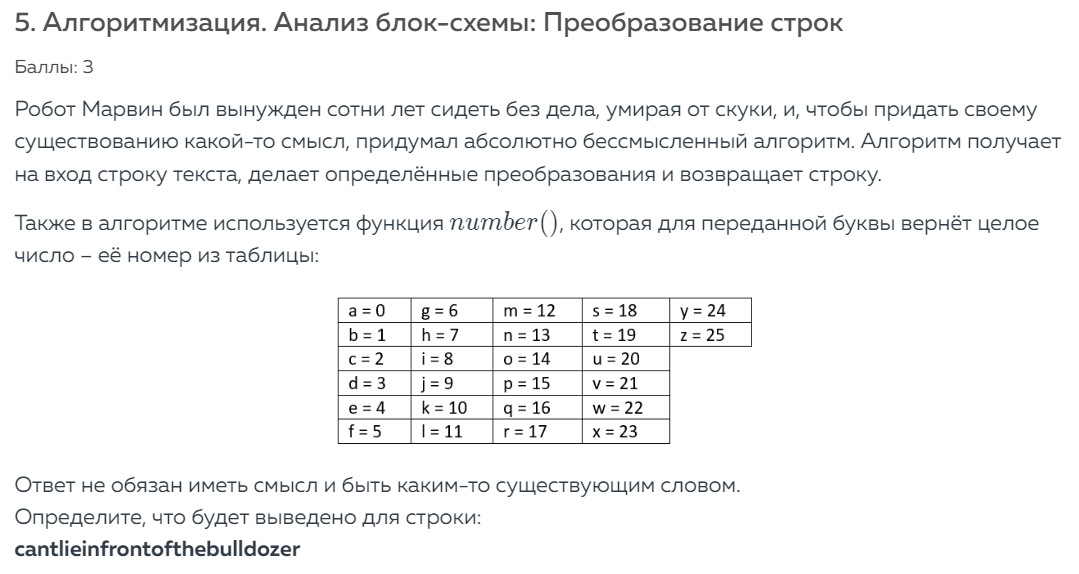 5. Алгоритмизация. Анализ блок-схемы: Преобразование строк
Баллы: 3
Робот Марвин был вынужден сотни лет сидеть без дела, умирая от скуки, и, чтобы придать своему
существованию какой-то смысл, придумал абсолютно бессмысленный алгоритм. Алгоритм получает
на вход строку текста, делает определённые преобразования и возвращает строку.
Также в алгоритме используется функция number(), которая для переданной буквы вернёт целое
число – её номер из таблицы:
a = 0 g = 6 m = 12 s = 18 y = 24
b = 1 h = 7 n = 13 t = 19 z = 25
c = 2 i = 8 o = 14 u = 20
d = 3 j = 9 p = 15 v = 21
e = 4 k = 10 q = 16 w = 22
f = 5 l = 11 r = 17 x = 23
Ответ не обязан иметь смысл и быть каким-то существующим словом.
Определите, что будет выведено для строки:
cantlieinfrontofthebulldozer